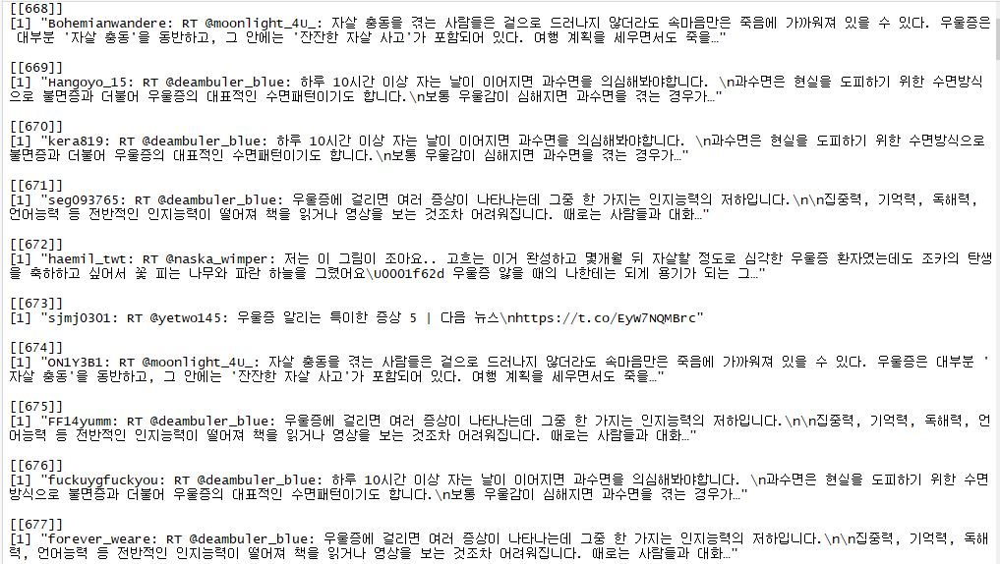 [[668]]
[1] "Bohemianwandere: RT @moonlight_4U_: 자살 충동을 겪는 사람들은 겉으로 드러나지 않더라도 속마음만은 죽음에 가까워져 있을 수 있다. 우울증은
대부분 '자살 충동'을 동반하고, 그 안에는 '잔잔한 자살 사고'가 포함되어 있다. 여행 계획을 세우면서도 죽을…"
[[669]]
[1] "Hangoyo_15: RT @deambuler_blue: 하루 10시간 이상 자는 날이 이어지면 과수면을 의심해봐야합니다. \n과수면은 현실을 도피하기 위한 수면방식
으로 불면증과 더불어 우울증의 대표적인 수면패턴이기도 합니다.\n보통 우울감이 심해지면 과수면을 겪는 경우가…"
[[670]]
[1] "kera819: RT @deambuler_blue: 하루 10시간 이상 자는 날이 이어지면 과수면을 의심해봐야합니다. \n과수면은 현실을 도피하기 위한 수면방식으로
불면증과 더불어 우울증의 대표적인 수면패턴이기도 합니다.\n보통 우울감이 심해지면 과수면을 겪는 경우가…"
[[671]]
[1] "seg093765: RT @deambuler_blue: 우울증에 걸리면 여러 증상이 나타나는데 그중 한 가지는 인지능력의 저하입니다.\n\n집중력, 기억력, 독해력,
언어능력 등 전반적인 인지능력이 떨어져 책을 읽거나 영상을 보는 것조차 어려워집니다. 때로는 사람들과 대화…"
[[672]]
[1] "haemil_twt: RT @naska_wimper: 저는 이 그림이 조아요.. 고흐는 이거 완성하고 몇개월 뒤 자살할 정도로 심각한 우울증 환자였는데도 조카의 탄생
을 축하하고 싶어서 꽃 피는 나무와 파란 하늘을 그렸어요\U0001f62d 우울증 앓을 때의 나한테는 되게 용기가 되는 그…"
[[673]]
[1] "sjmj0301: RT @yetwo145: 우울증 알리는 특이한 증상 5 | 다음 뉴스\nhttps://t.co/EyW7NQMBrc"
[[674]]
[1] "ON1Y3B1: RT @moonlight_4U_: 자살 충동을 겪는 사람들은 겉으로 드러나지 않더라도 속마음만은 죽음에 가까워져 있을 수 있다. 우울증은 대부분 '
자살 충동'을 동반하고, 그 안에는 '잔잔한 자살 사고'가 포함되어 있다. 여행 계획을 세우면서도 죽을…"
[[675]]
[1] "FF14yumm: RT @deambuler_blue: 우울증에 걸리면 여러 증상이 나타나는데 그중 한 가지는 인지능력의 저하입니다.\n\n집중력, 기억력, 독해력, 언
어능력 등 전반적인 인지능력이 떨어져 책을 읽거나 영상을 보는 것조차 어려워집니다. 때로는 사람들과 대화…"
[[676]]
[1] "fuckuygfuckyou: RT @deambuler_blue: 하루 10시간 이상 자는 날이 이어지면 과수면을 의심해봐야합니다. \n과수면은 현실을 도피하기 위한 수면
방식으로 불면증과 더불어 우울증의 대표적인 수면패턴이기도 합니다.\n보통 우울감이 심해지면 과수면을 겪는 경우가…"
[[677]]
[1] "forever_weare: RT @deambuler_blue: 우울증에 걸리면 여러 증상이 나타나는데 그중 한 가지는 인지능력의 저하입니다.\n\n집중력, 기억력, 독해
력, 언어능력 등 전반적인 인지능력이 떨어져 책을 읽거나 영상을 보는 것조차 어려워집니다. 때로는 사람들과 대화…"